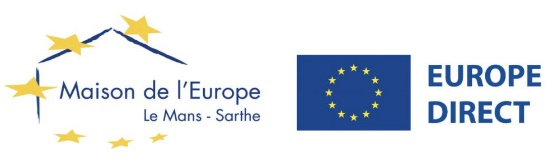 Maison de l'Europe
Le Mans - Sarthe
EUROPE
DIRECT